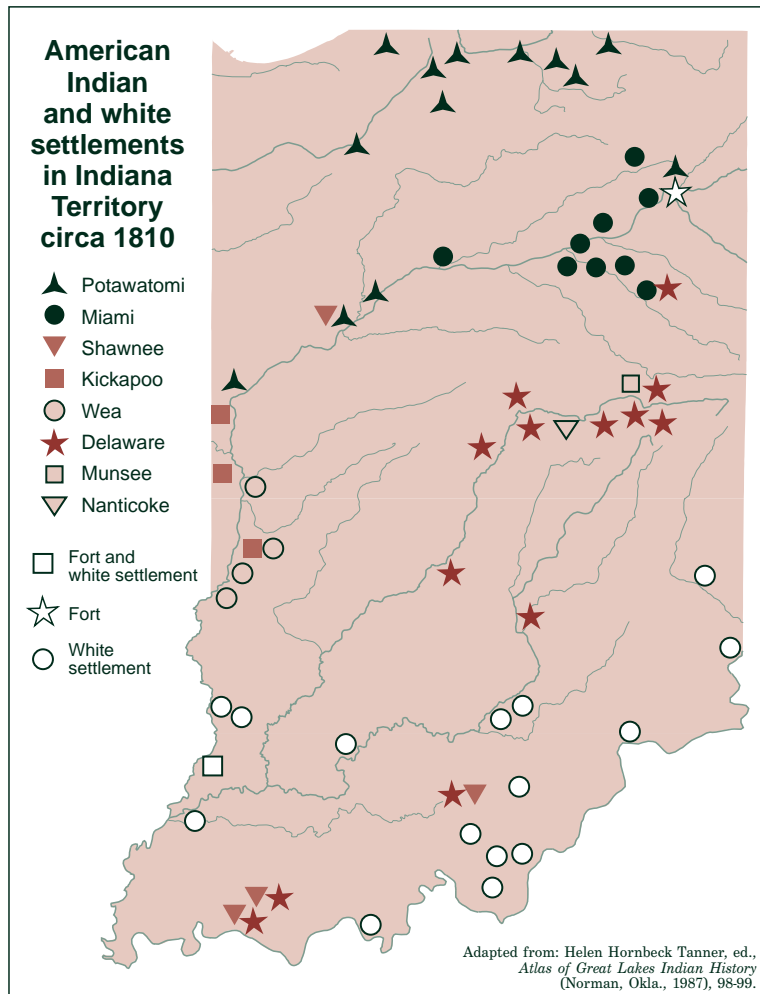 American
Indian
and white
settlements
in Indiana
Territory
circa 1810
Potawatomi
Miami
Shawnee
Kickapoo
Wea
Delaware
Munsee
Nanticoke
Fort and
white settlement
Fort
White
settlement
Adapted from: Helen Hornbeck Tanner, ed.,
Atlas of Great Lakes Indian History
(Norman, Okla., 1987), 98-99.